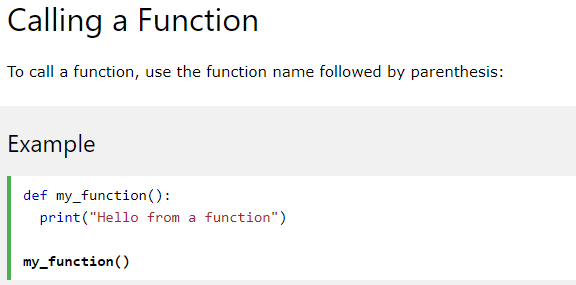 Calling a Function
To call a function, use the function name followed by parenthesis:
Example
def my_function():
  print("Hello from a function")
my_function()